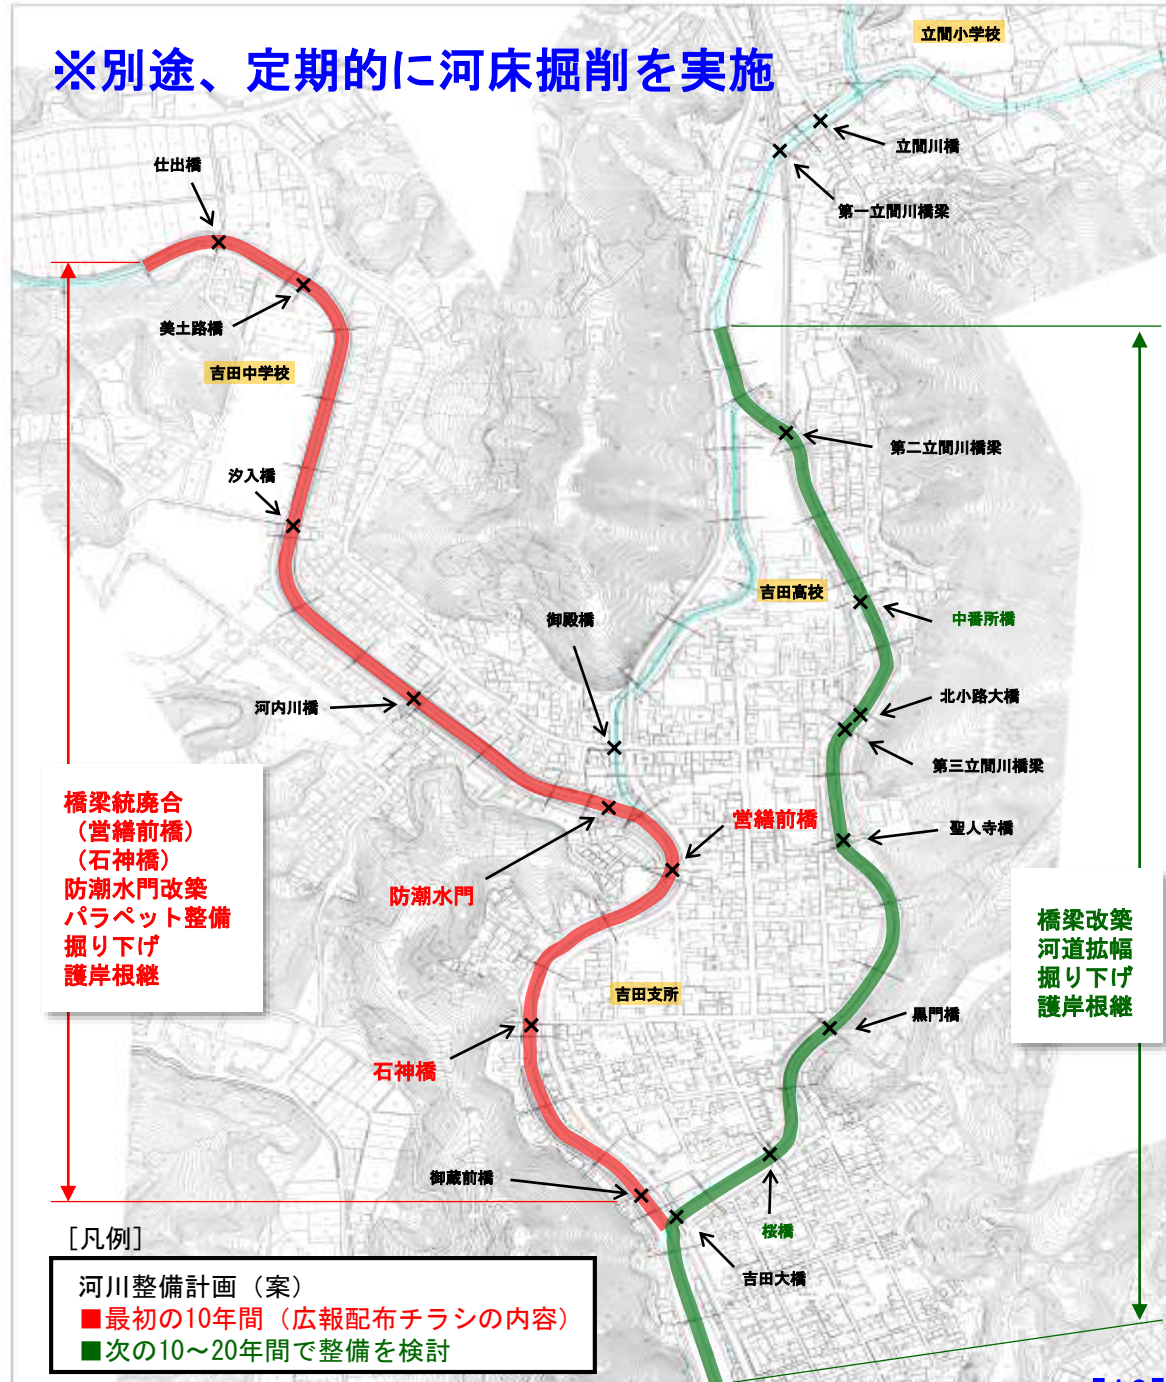 ※別途、定期的に河床掘削を実施
立間小学校
立間川橋
第一立間川橋梁
仕出橋
美土路橋
吉田中学校
汐入橋
第二立間川橋梁
吉田高校
中番所橋
御殿橋
北小路大橋
河内川橋
第三立間川橋梁
橋梁統廃合
（営繕前橋）
（石神橋）
防潮水門改築
パラペット整備
掘り下げ
護岸根継
営繕前橋
聖人寺橋
防潮水門
橋梁改築
河道拡幅
掘り下げ
護岸根継
吉田支所
黒門橋
石神橋
御蔵前橋
桜橋
吉田大橋
［凡例］
河川整備計画（案）
■最初の10年間（広報配布チラシの内容）
■次の10～20年間で整備を検討